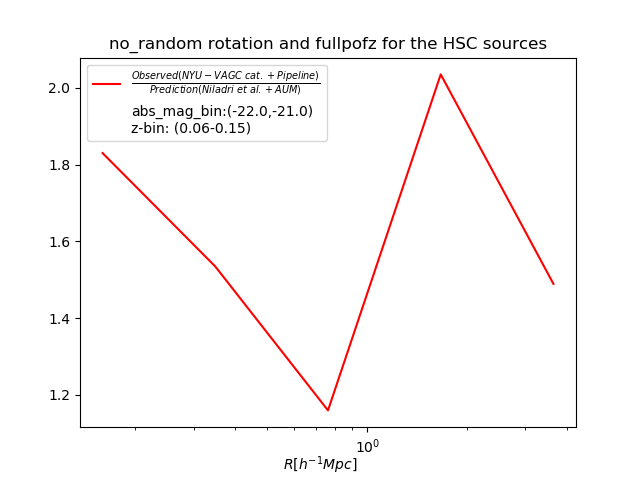 no_random rotation and fullpofz for the HSC sources
Observed(NYU − VAGC cat. + Pipeline)
Prediction(Niladri et al. + AUM)
abs_mag_bin:(-22.0,-21.0)
z-bin: (0.06-0.15)
2.0
1.8
1.6
1.4
1.2
10⁰
R[h⁻¹Mpc]